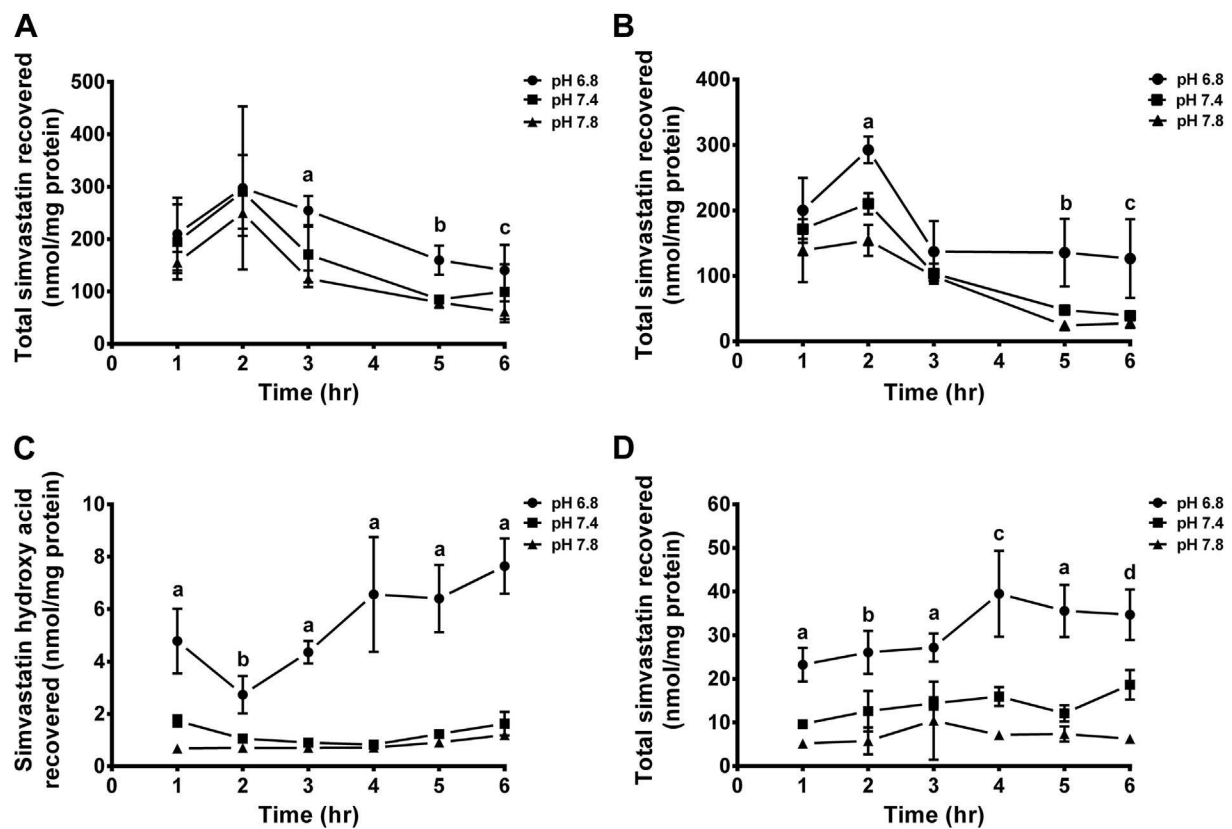 A
Total simvastatin recovered
(nmol/mg protein)
500
400
300
200
100
0
a
b
c
pH 6.8
pH 7.4
pH 7.8
0 1 2 3 4 5 6
Time (hr)
B
Total simvastatin recovered
(nmol/mg protein)
400
300
200
100
0
a
b
c
pH 6.8
pH 7.4
pH 7.8
0 1 2 3 4 5 6
Time (hr)
C
Simvastatin hydroxy acid
recovered (nmol/mg protein)
10
8
6
4
2
0
a
b
a
a
a
a
pH 6.8
pH 7.4
pH 7.8
0 1 2 3 4 5 6
Time (hr)
D
Total simvastatin recovered
(nmol/mg protein)
60
50
40
30
20
10
0
a
b
a
c
a
d
pH 6.8
pH 7.4
pH 7.8
0 1 2 3 4 5 6
Time (hr)